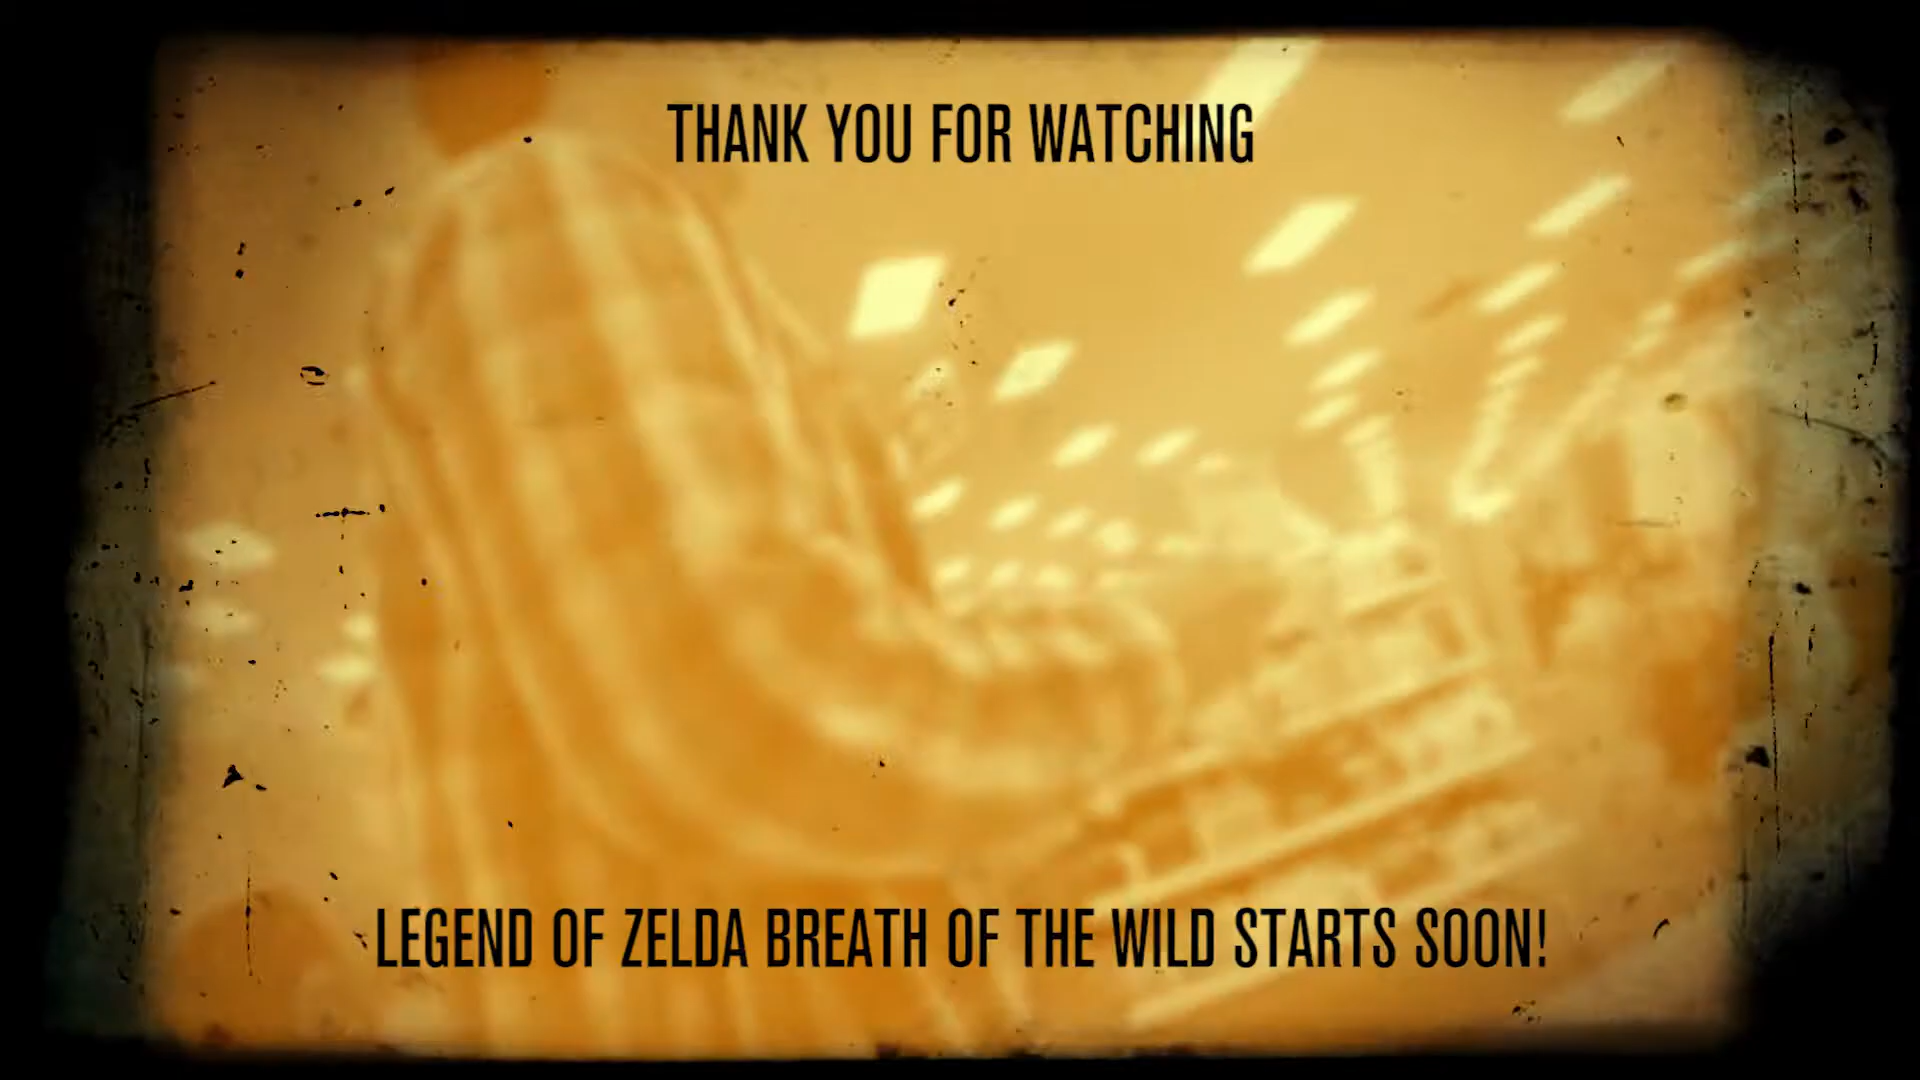 THANK YOU FOR WATCHING
LEGEND OF ZELDA BREATH OF THE WILD STARTS SOON!